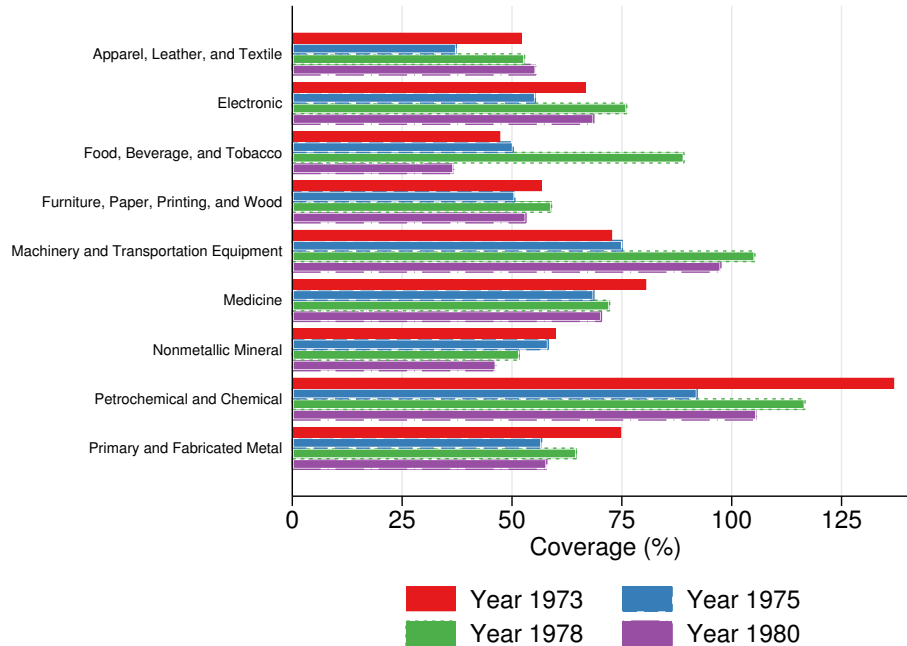 Apparel, Leather, and Textile
Electronic
Food, Beverage, and Tobacco
Furniture, Paper, Printing, and Wood
Machinery and Transportation Equipment
Medicine
Nonmetallic Mineral
Petrochemical and Chemical
Primary and Fabricated Metal
0 25 50 75 100 125
Coverage (%)
Year 1973 Year 1975
Year 1978 Year 1980